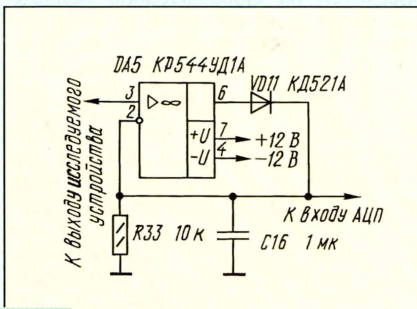 DA5 КР544УД1А
3
2
▷∞
6
VD11 КД521А
+U
7
+12 В
-U
4
-12 В
К выходу исследуемого
устройства
К входу АЦП
R33 10 к
C16 1 мк